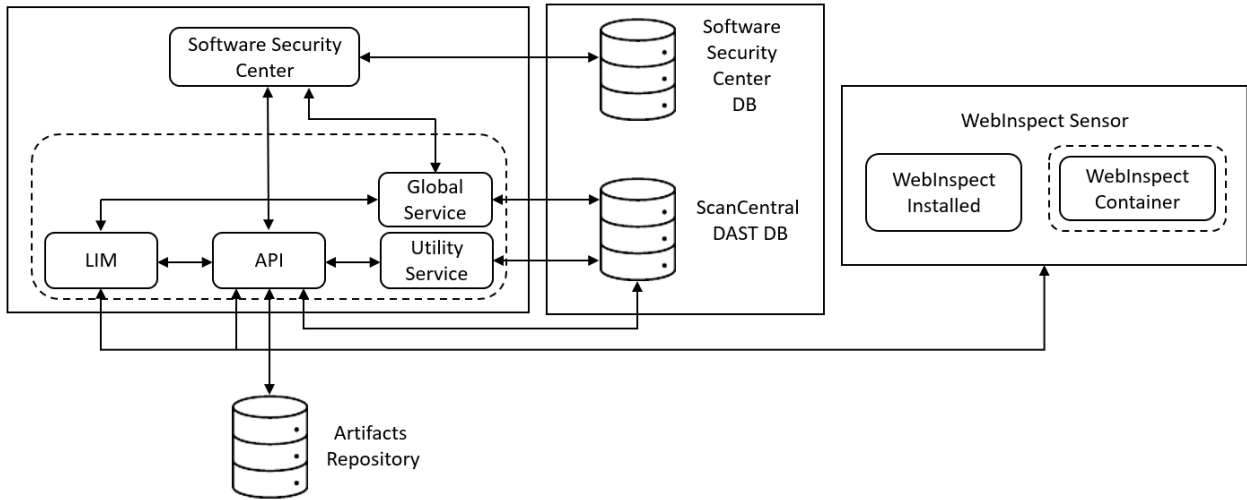 Software Security
Center
Software
Security
Center
DB
WebInspect Sensor
WebInspect
Installed
WebInspect
Container
Global
Service
ScanCentral
DAST DB
LIM
API
Utility
Service
Artifacts
Repository